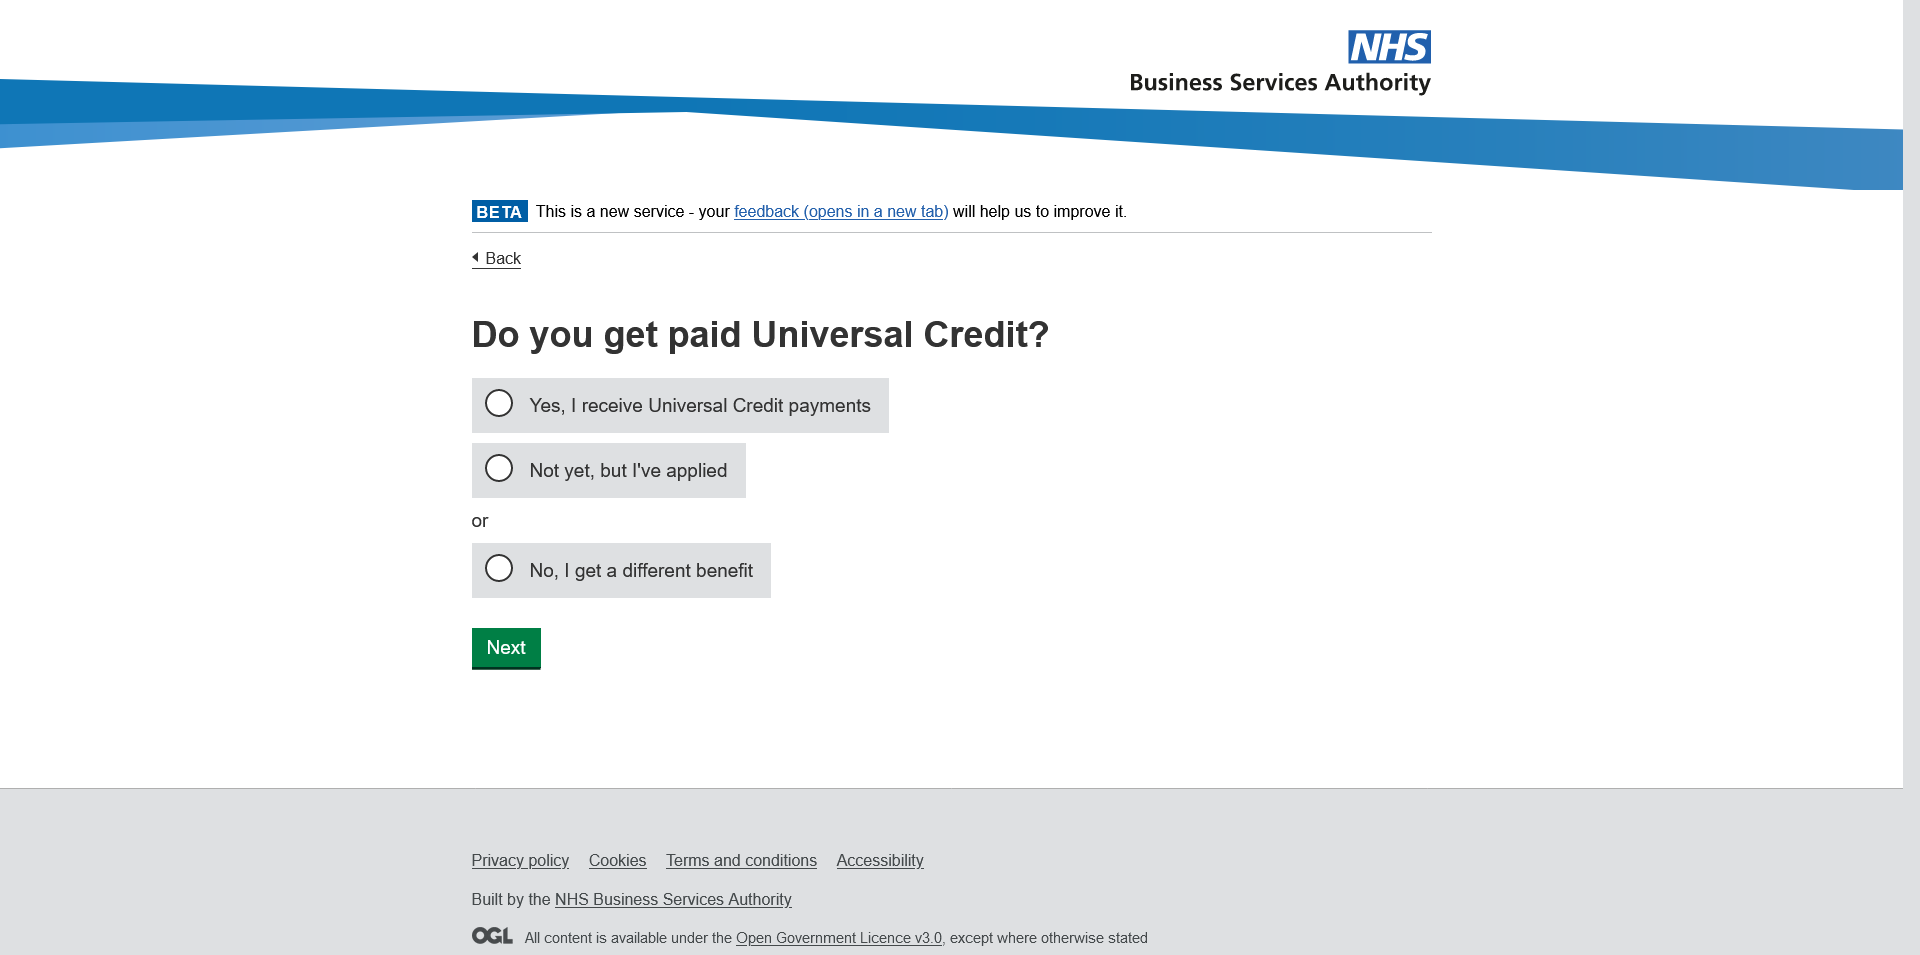 NHS
Business Services Authority
BETA This is a new service - your feedback (opens in a new tab) will help us to improve it.
Back
Do you get paid Universal Credit?
Yes, I receive Universal Credit payments
Not yet, but I've applied
or
No, I get a different benefit
Next
Privacy policy Cookies Terms and conditions Accessibility
Built by the NHS Business Services Authority
OGL All content is available under the Open Government Licence v3.0, except where otherwise stated